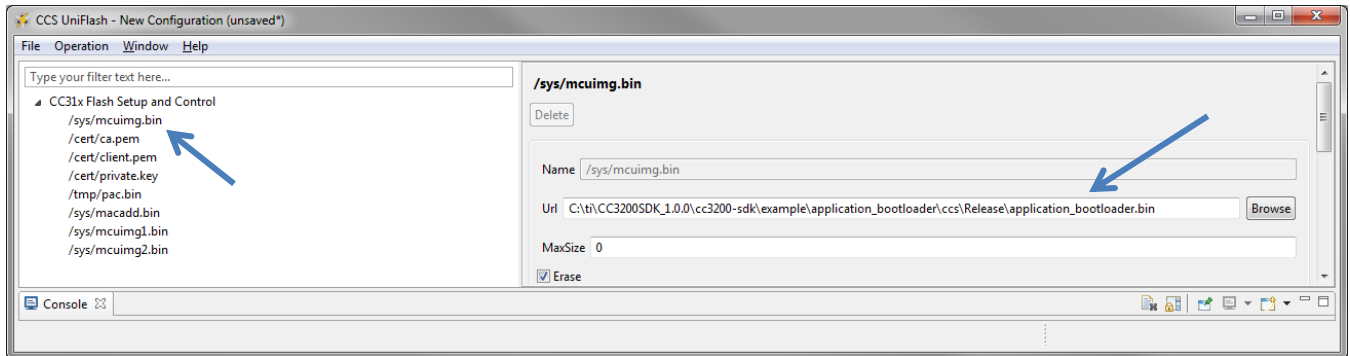 CCS UniFlash - New Configuration (unsaved*)
File Operation Window Help
Type your filter text here...
CC31x Flash Setup and Control
/sys/mcuimg.bin
/cert/ca.pem
/cert/client.pem
/cert/private.key
/tmp/pac.bin
/sys/macadd.bin
/sys/mcuimg1.bin
/sys/mcuimg2.bin
/sys/mcuimg.bin
Delete
Name /sys/mcuimg.bin
Url C:\ti\CC3200SDK_1.0.0\cc3200-sdk\example\application_bootloader\ccs\Release\application_bootloader.bin Browse
MaxSize 0
Erase
Console